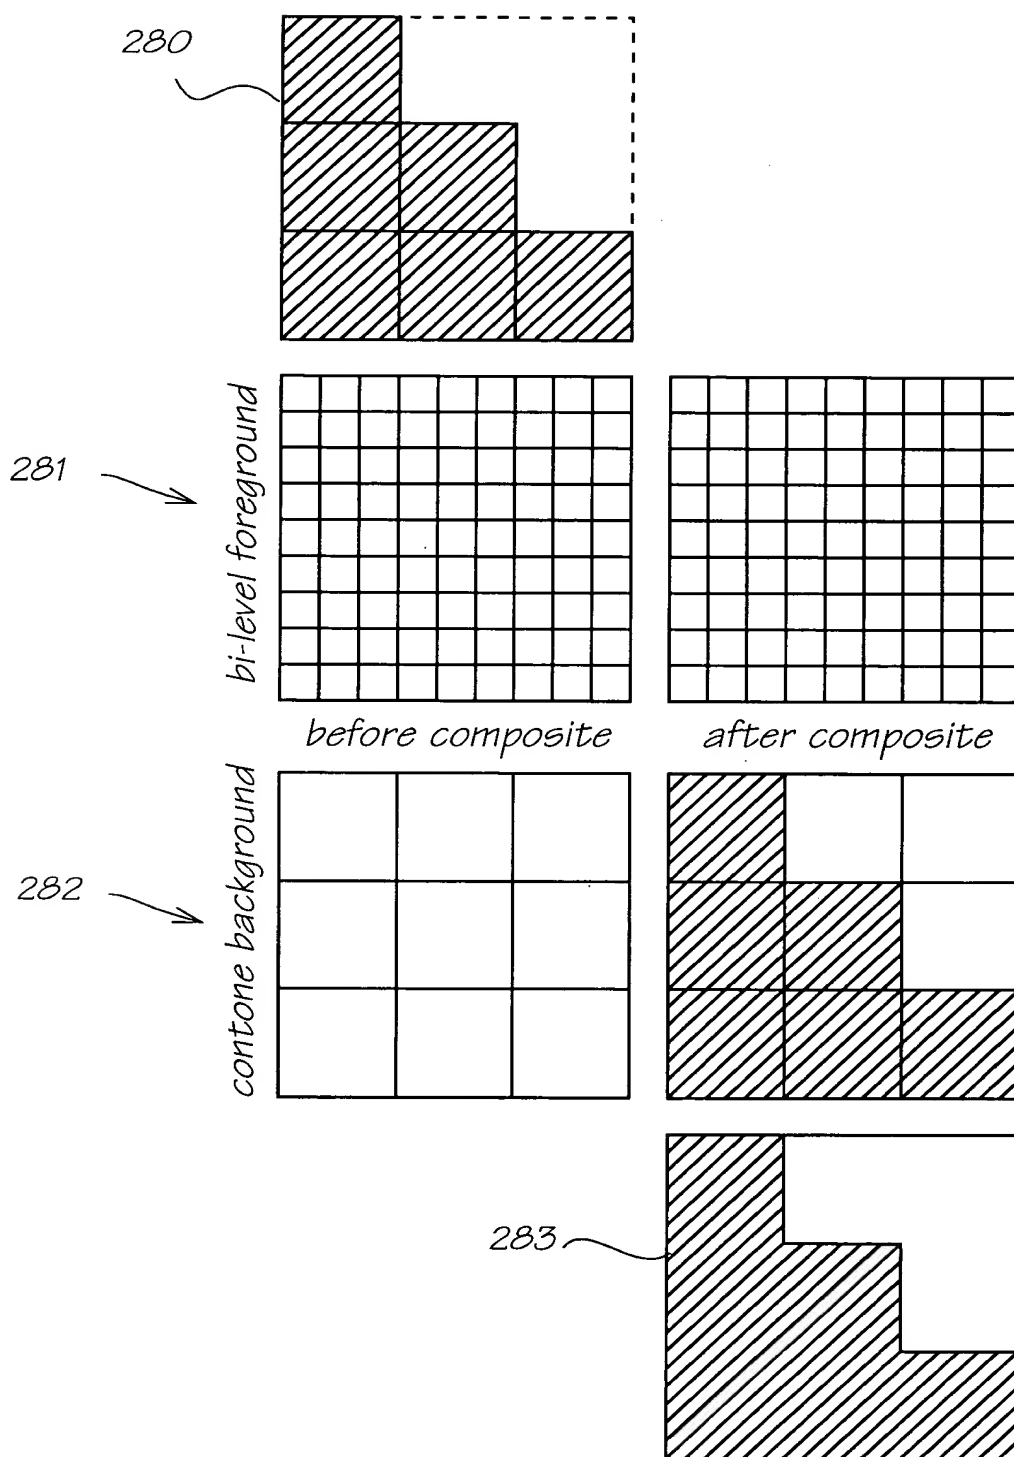 280
bi-level foreground
281
before composite
after composite
contone background
282
283